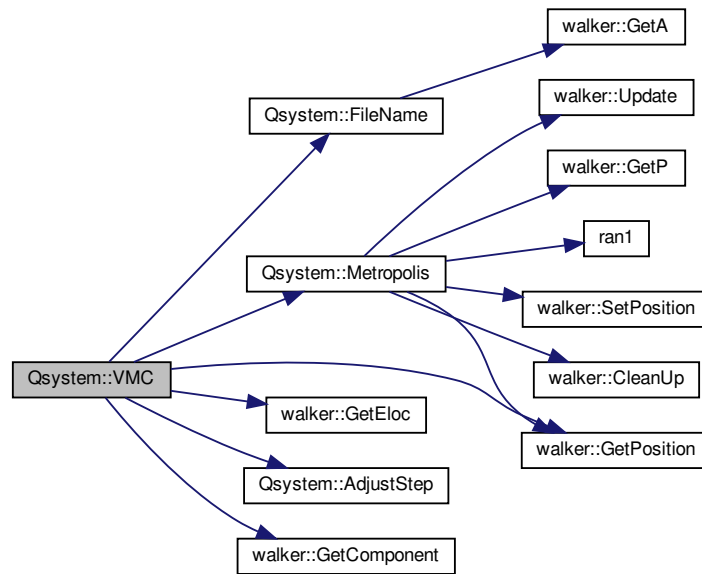 walker::GetA
walker::Update
Qsystem::FileName
walker::GetP
ran1
Qsystem::Metropolis
walker::SetPosition
Qsystem::VMC
walker::CleanUp
walker::GetEloc
walker::GetPosition
Qsystem::AdjustStep
walker::GetComponent